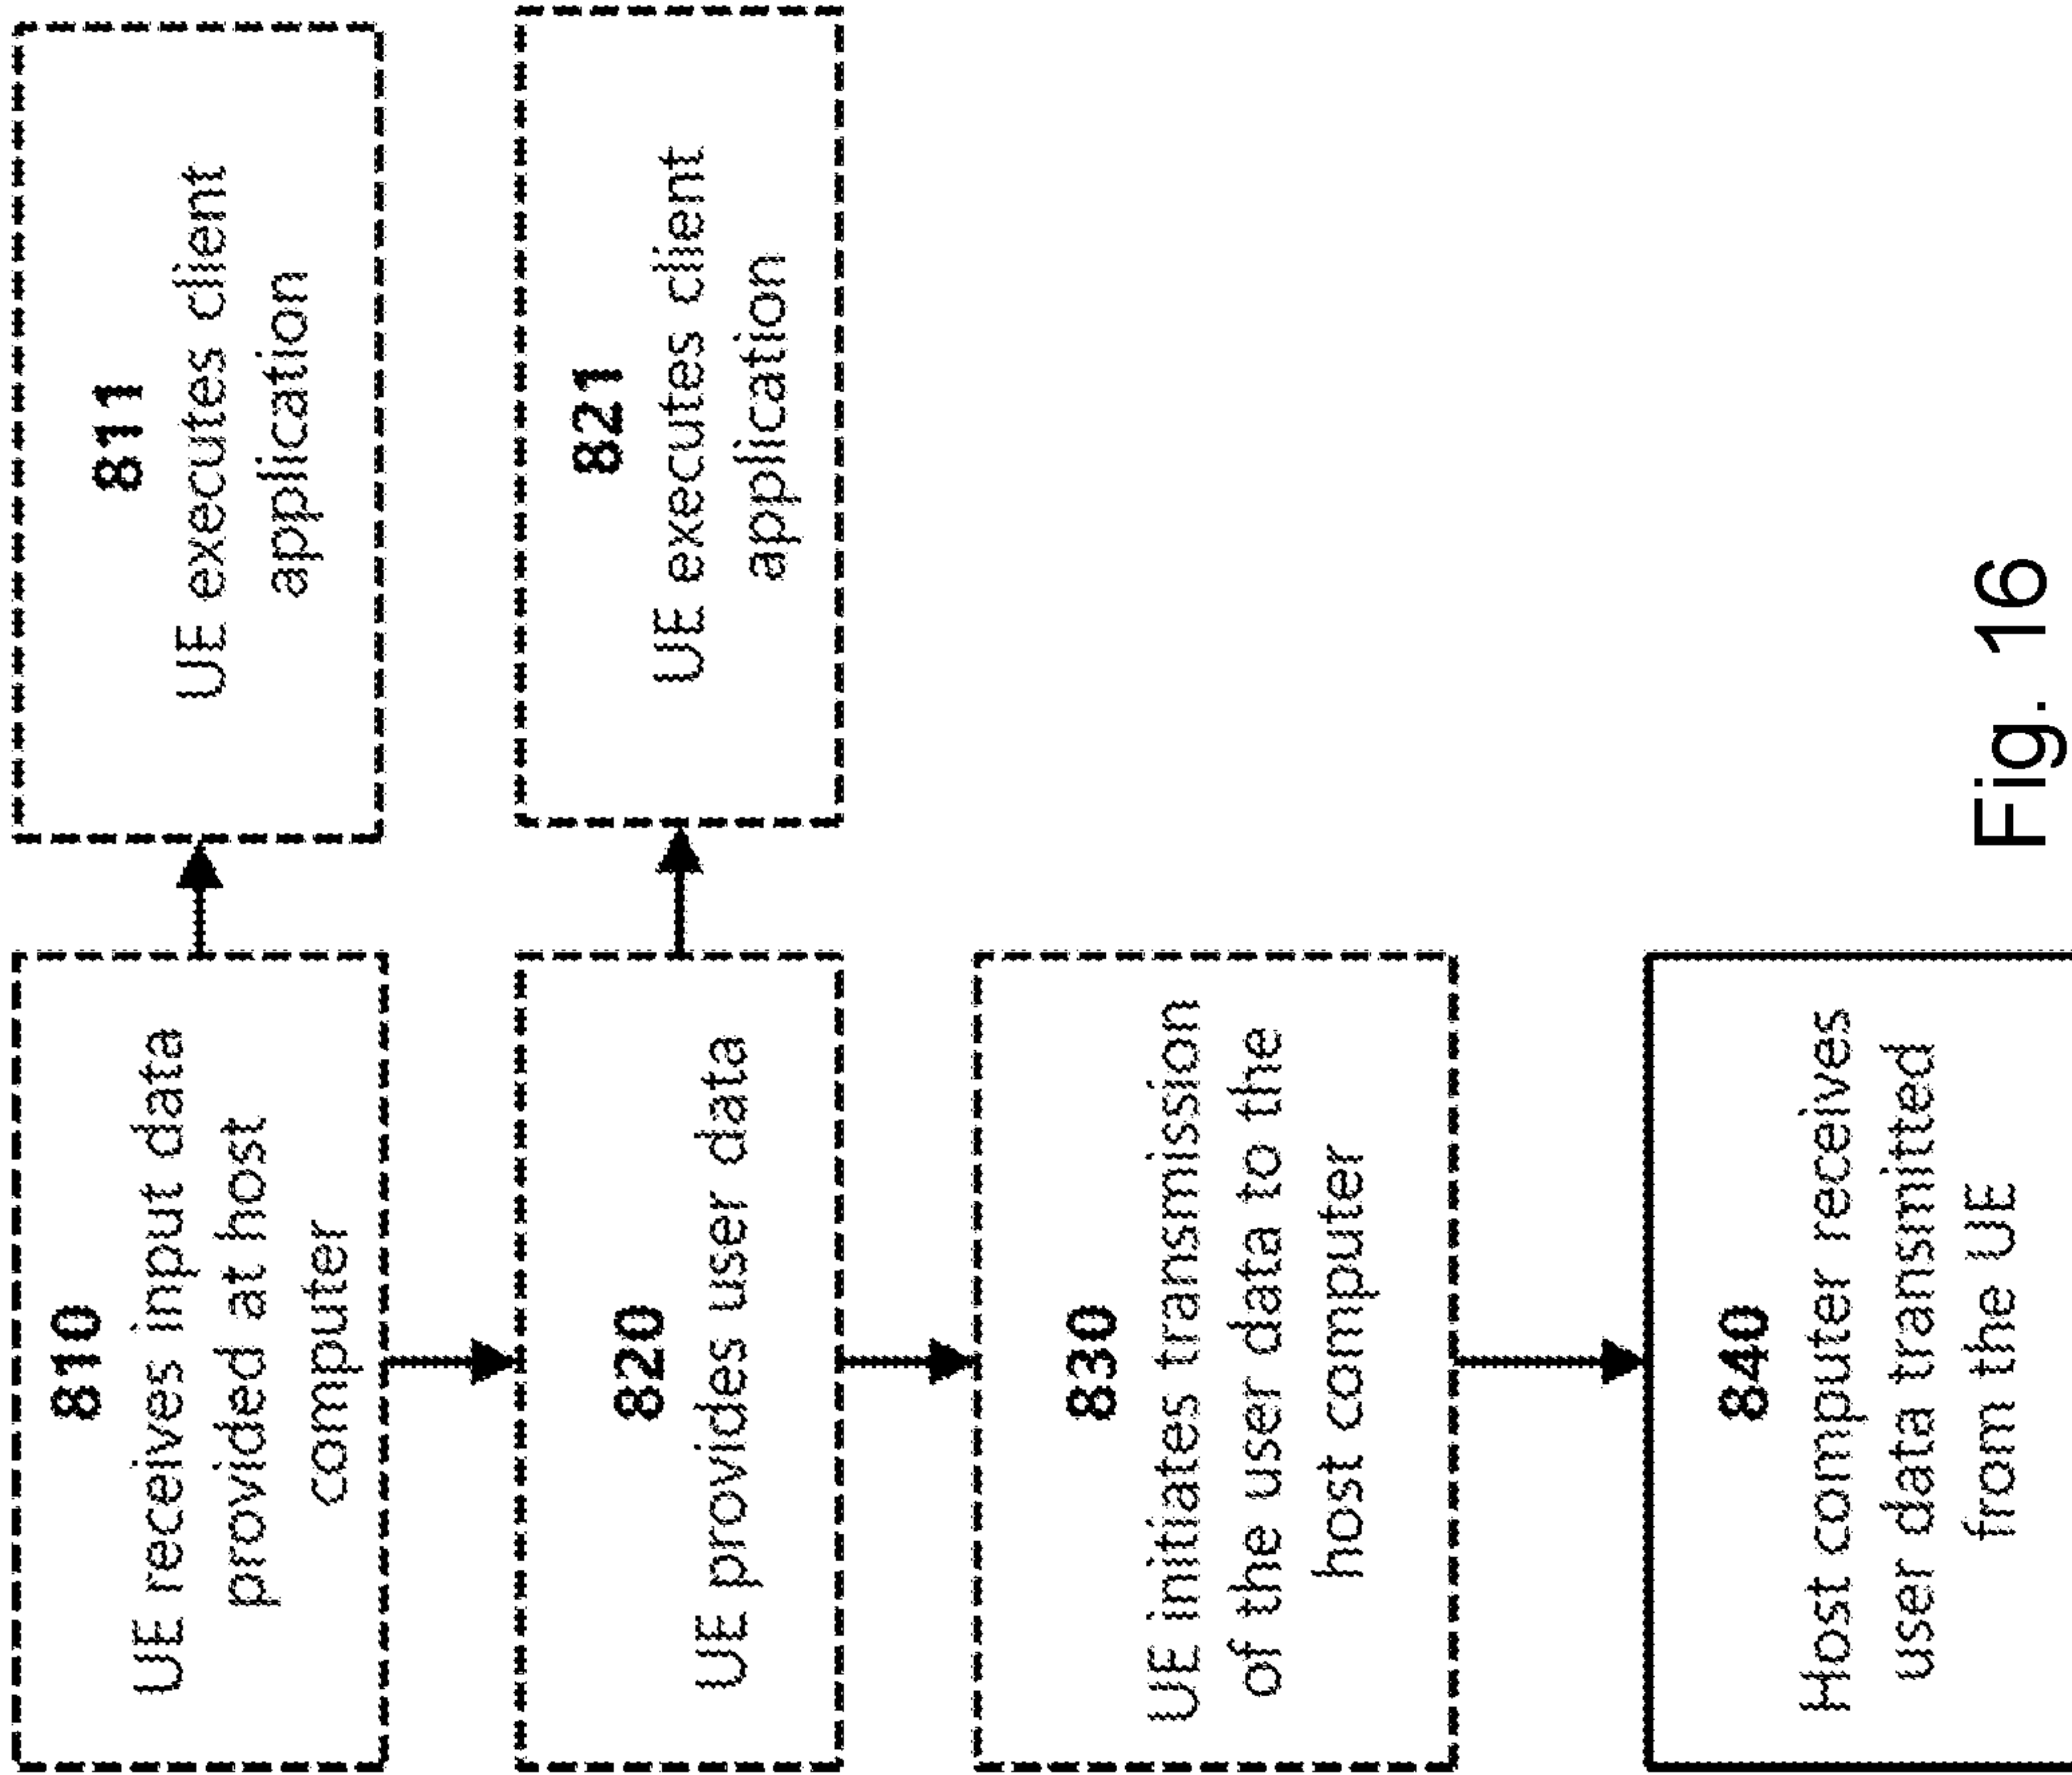 810
UE receives input data
provided at host
computer
811
UE executes client
application
820
UE provides user data
821
UE executes client
application
830
UE initiates transmission
of the user data to the
host computer
840
Host computer receives
user data transmitted
from the UE
Fig. 16